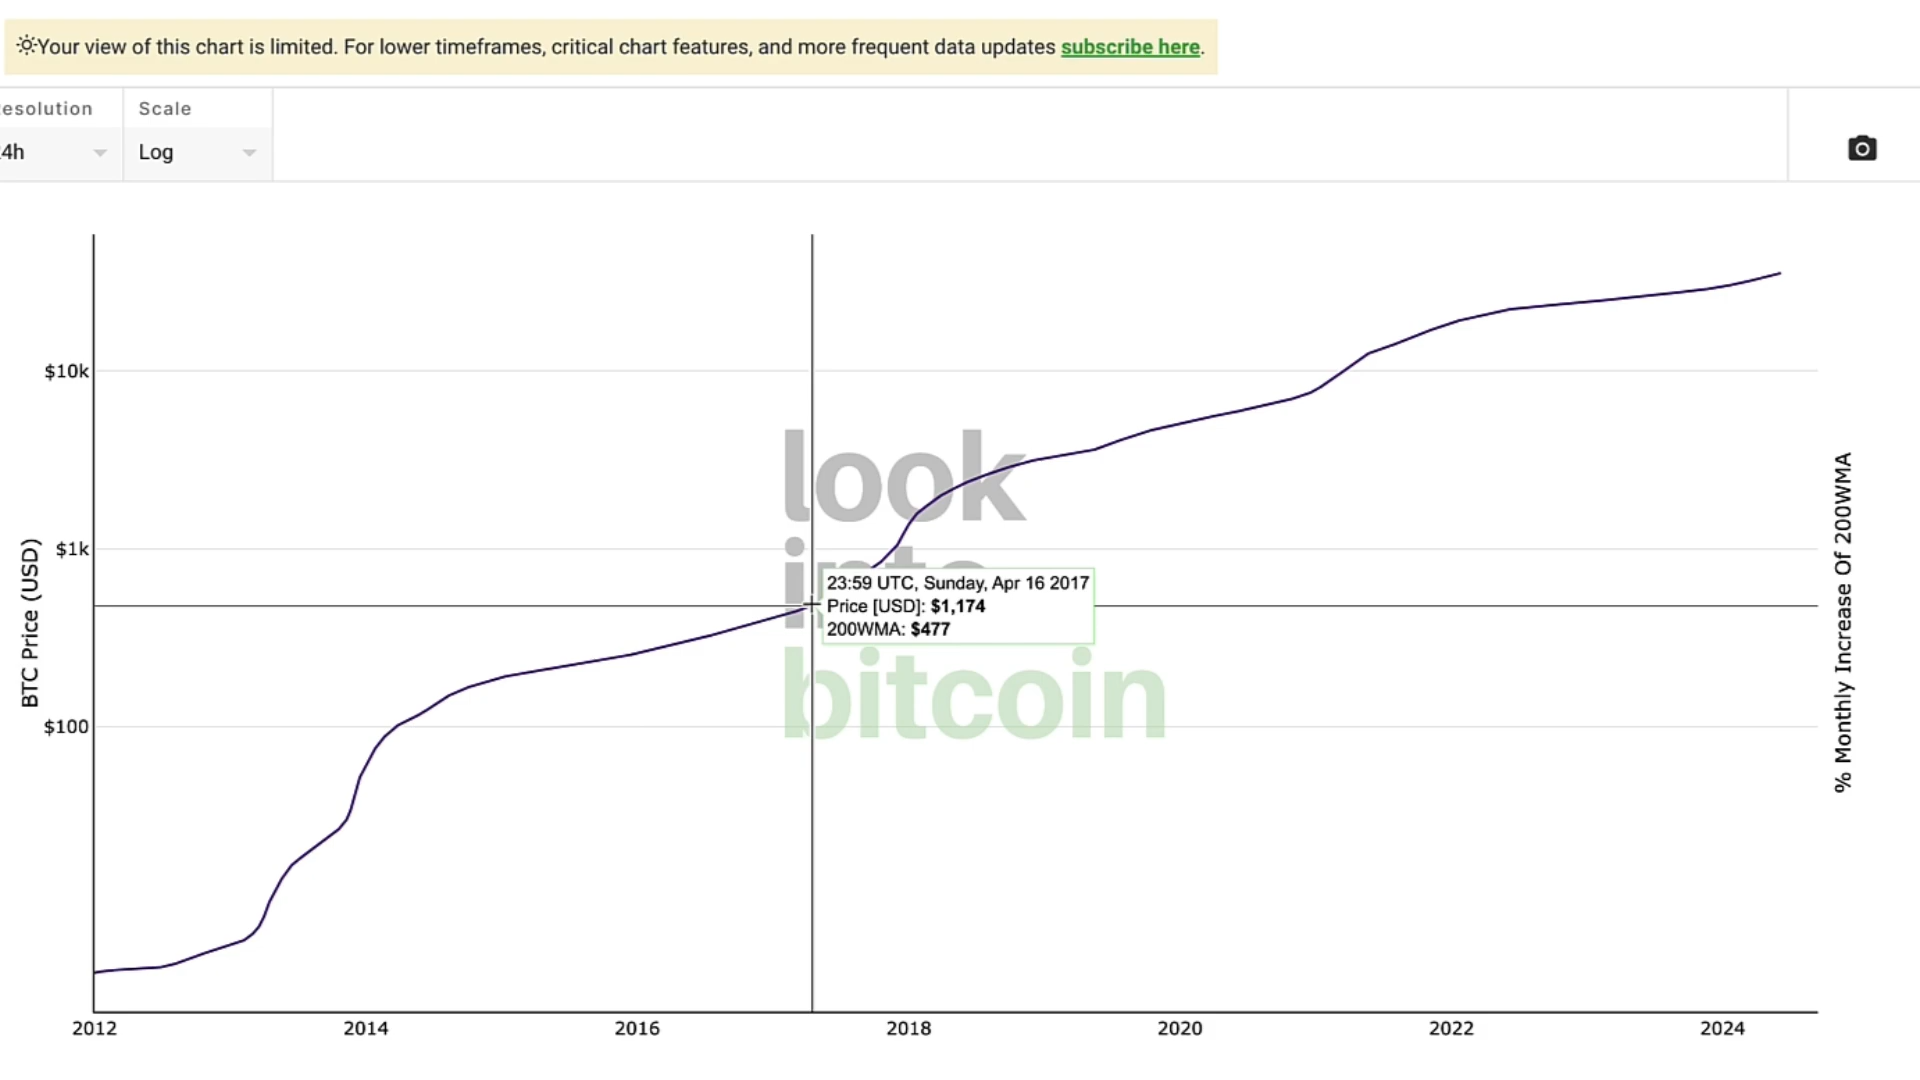 Your view of this chart is limited. For lower timeframes, critical chart features, and more frequent data updates subscribe here.
esolution
Scale
4h
Log
$10k
$1k
$100
BTC Price (USD)
% Monthly Increase Of 200WMA
look
into
bitcoin
23:59 UTC, Sunday, Apr 16 2017
Price [USD]: $1,174
200WMA: $477
2012 2014 2016 2018 2020 2022 2024